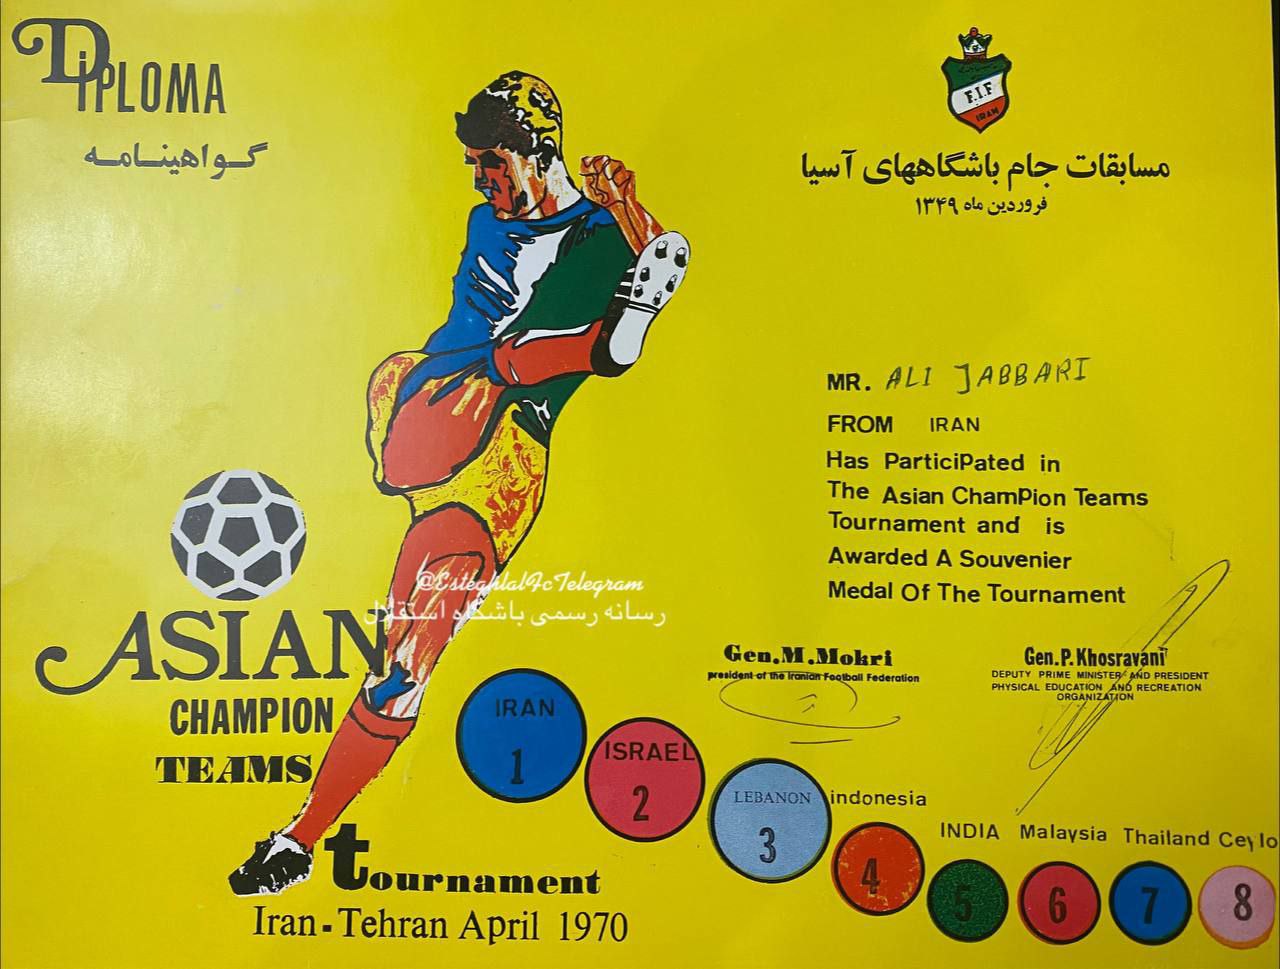 DiPLOMA
گواهینامه
F.I.F
IRAN
مسابقات جام باشگاههای آسیا
فروردین ماه ۱۳۴۹
MR. ALI JABBARI
FROM IRAN
Has ParticiPated in
The Asian ChamPion Teams
Tournament and is
Awarded A Souvenier
Medal Of The Tournament
Gen.M.Mokri
president of the Iranian Football Federation
Gen.P.Khosravani
DEPUTY PRIME MINISTER AND PRESIDENT
PHYSICAL EDUCATION AND RECREATION
ORGANIZATION
@EsteghlalFcTelegram
رسانه رسمی باشگاه استقلال
ASIAN
CHAMPION
TEAMS
tournament
Iran-Tehran April 1970
IRAN
1
ISRAEL
2
LEBANON
3
indonesia
4
INDIA
5
Malaysia
6
Thailand
7
Ceylo
8